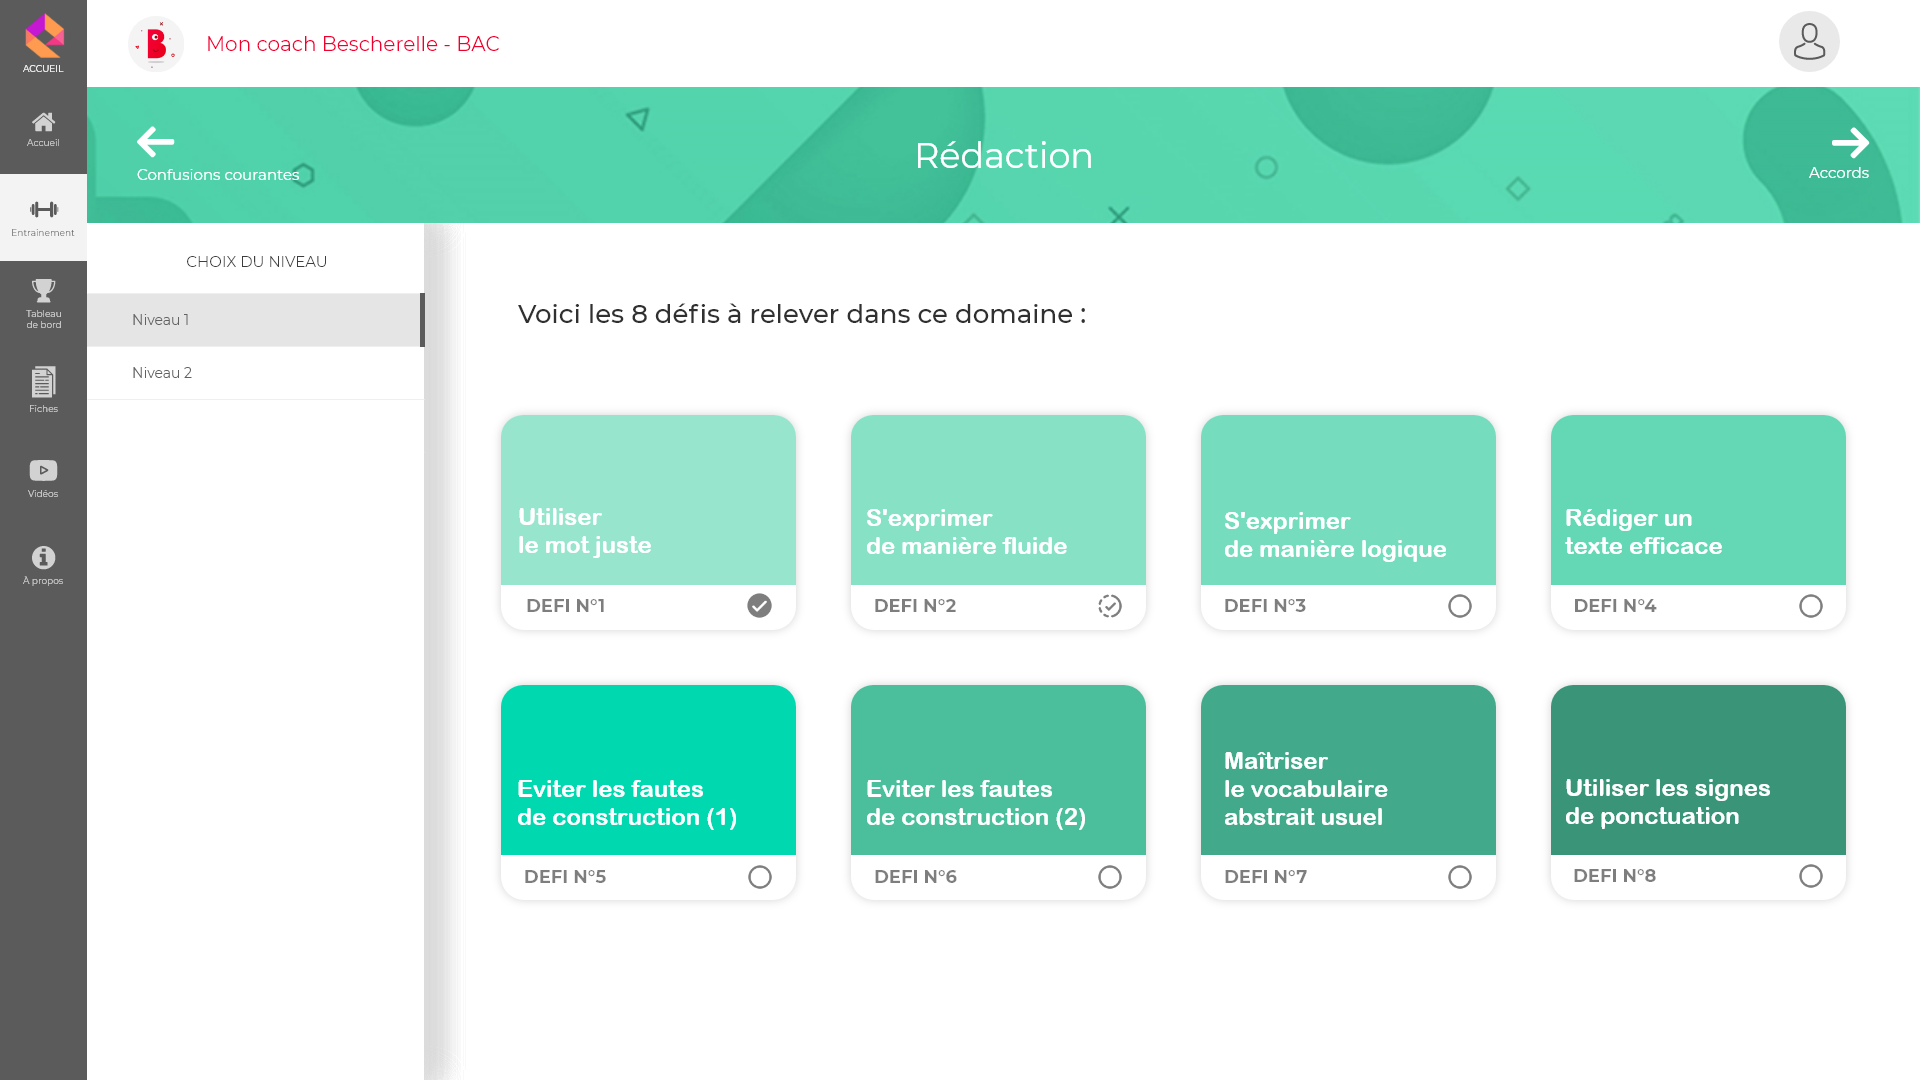 ACCUEIL
Accueil
Entrainement
Tableau
de bord
Fiches
Vidéos
À propos
B
Mon coach Bescherelle - BAC
Confusions courantes
Rédaction
Accords
CHOIX DU NIVEAU
Niveau 1
Niveau 2
Voici les 8 défis à relever dans ce domaine :
Utiliser
le mot juste
DEFI N°1
S'exprimer
de manière fluide
DEFI N°2
S'exprimer
de manière logique
DEFI N°3
Rédiger un
texte efficace
DEFI N°4
Eviter les fautes
de construction (1)
DEFI N°5
Eviter les fautes
de construction (2)
DEFI N°6
Maîtriser
le vocabulaire
abstrait usuel
DEFI N°7
Utiliser les signes
de ponctuation
DEFI N°8